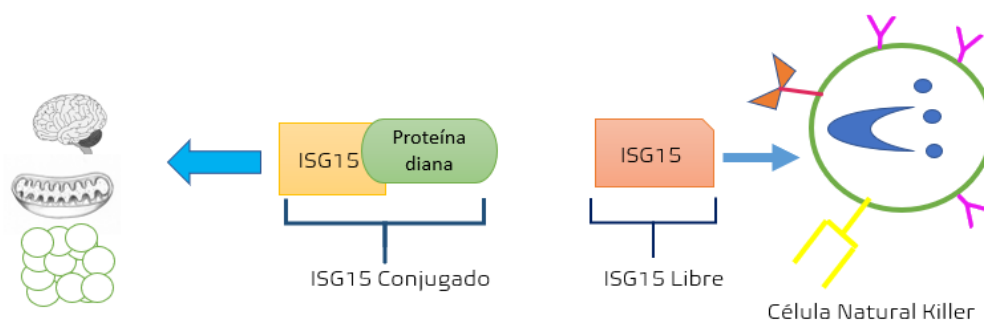 ISG15
Proteína
diana
ISG15
ISG15 Conjugado
ISG15 Libre
Célula Natural Killer